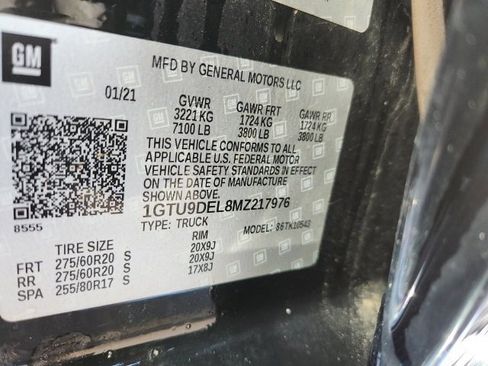 GM
MFD BY GENERAL MOTORS LLC
01/21
GVWR GAWR FRT GAWR RR
3221 KG 1724 KG 1724 KG
7100 LB 3800 LB 3800 LB
THIS VEHICLE CONFORMS TO ALL
APPLICABLE U.S. FEDERAL MOTOR
VEHICLE SAFETY STANDARDS IN EFFECT
ON THE DATE OF MANUFACTURE
SHOWN ABOVE.
1GTU9DEL8MZ217976
TYPE: TRUCK MODEL: 86TK10543
8555
TIRE SIZE RIM
FRT 275/60R20 S 20X9J
RR 275/60R20 S 20X9J
SPA 255/80R17 S 17X8J